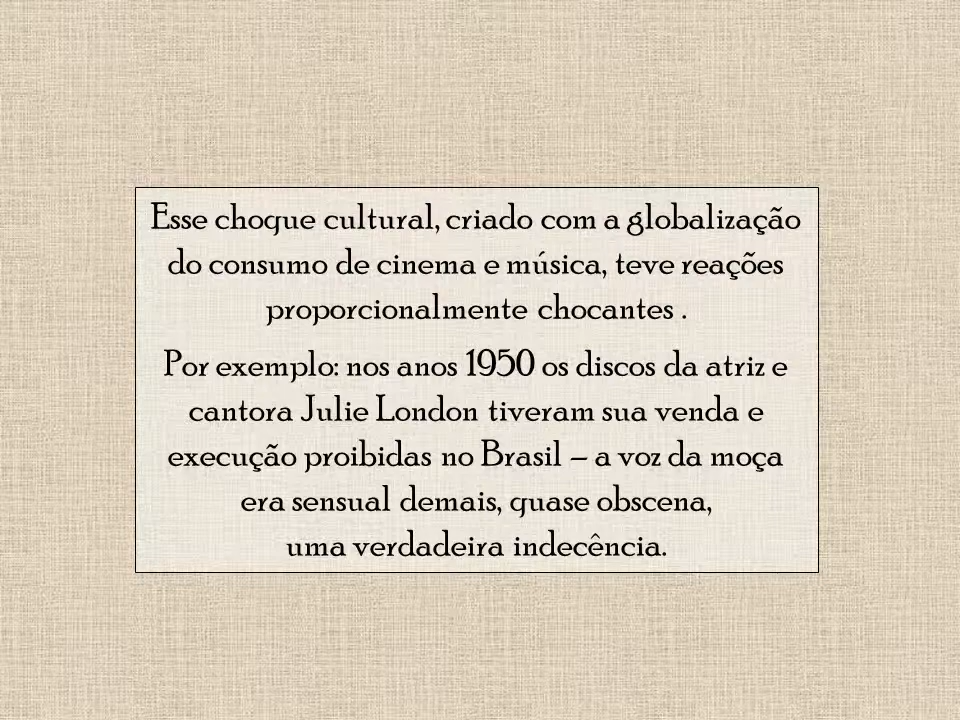 Esse choque cultural, criado com a globalização
do consumo de cinema e música, teve reações
proporcionalmente chocantes .
Por exemplo: nos anos 1950 os discos da atriz e
cantora Julie London tiveram sua venda e
execução proibidas no Brasil – a voz da moça
era sensual demais, quase obscena,
uma verdadeira indecência.